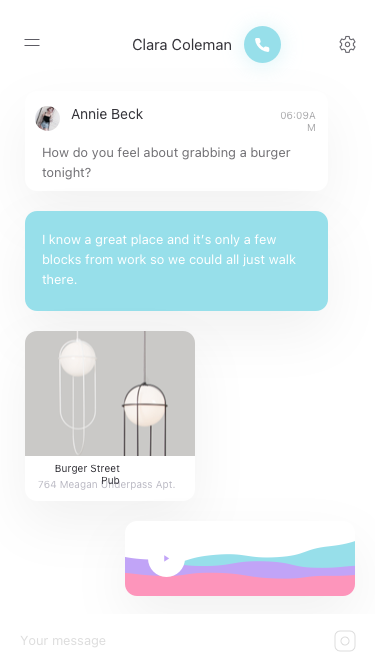 Clara Coleman
Annie Beck
06:09A
M
How do you feel about grabbing a burger
tonight?
I know a great place and it's only a few
blocks from work so we could all just walk
there.
Burger Street
Pub
764 Meagan Underpass Apt.
Your message